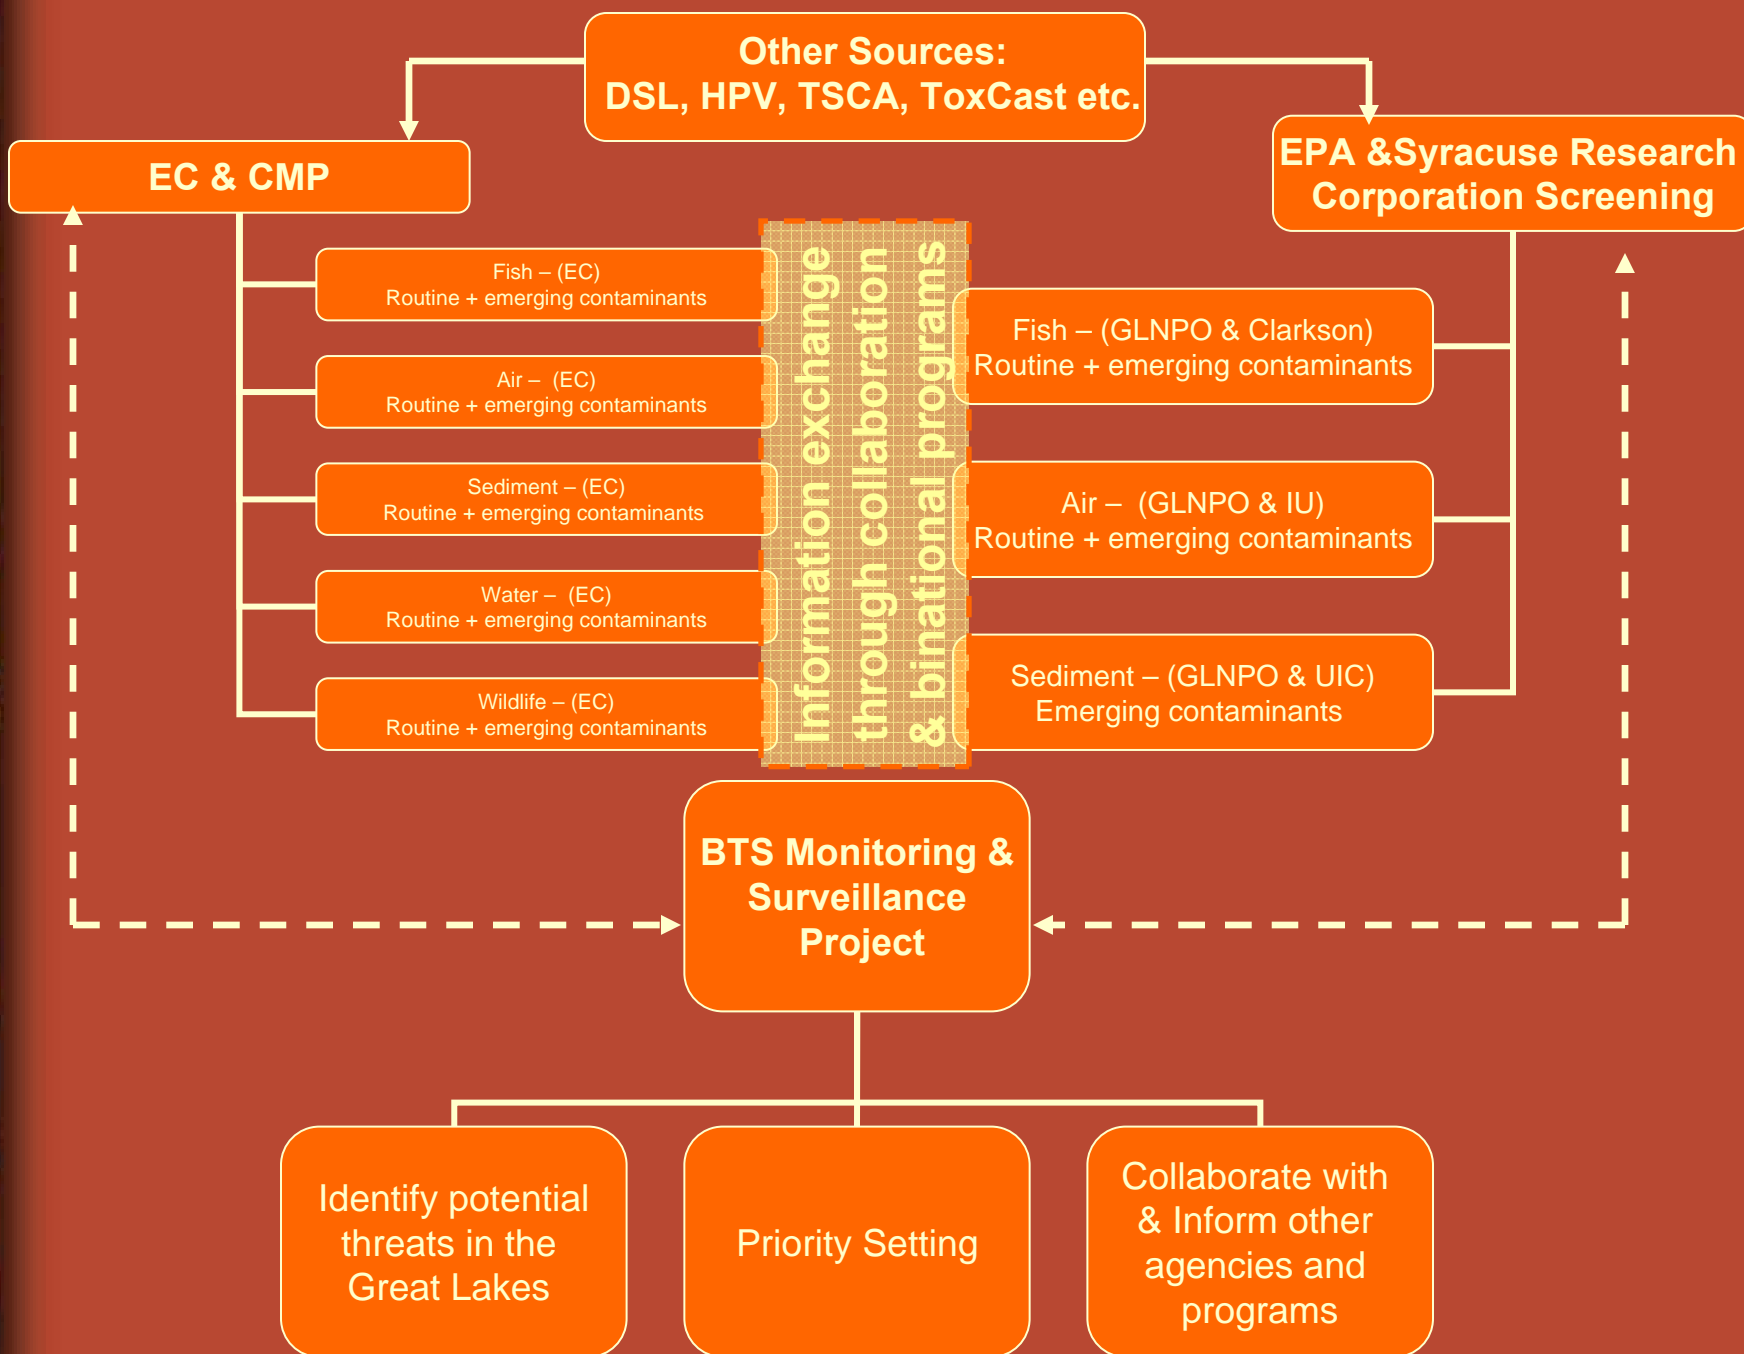 Other Sources:
DSL, HPV, TSCA, ToxCast etc.
EC & CMP
EPA &Syracuse Research
Corporation Screening
Fish – (EC)
Routine + emerging contaminants
Air – (EC)
Routine + emerging contaminants
Sediment – (EC)
Routine + emerging contaminants
Water – (EC)
Routine + emerging contaminants
Wildlife – (EC)
Routine + emerging contaminants
Information exchange
through collaboration
& binational programs
Fish – (GLNPO & Clarkson)
Routine + emerging contaminants
Air – (GLNPO & IU)
Routine + emerging contaminants
Sediment – (GLNPO & UIC)
Emerging contaminants
BTS Monitoring &
Surveillance
Project
Identify potential
threats in the
Great Lakes
Priority Setting
Collaborate with
& Inform other
agencies and
programs